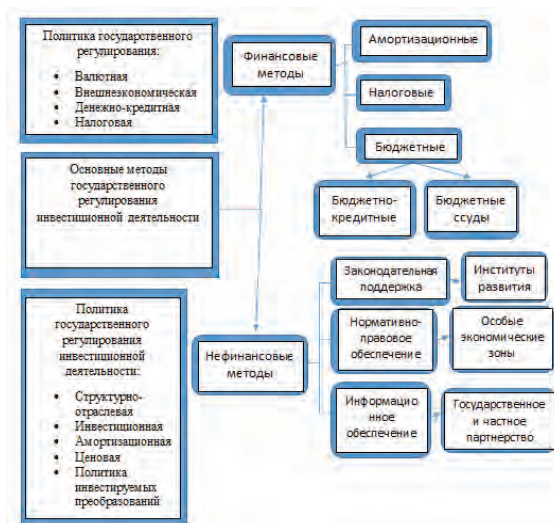 Политика государственного
регулирования:
• Валютная
• Внешнеэкономическая
• Денежно-кредитная
• Налоговая
Основные методы
государственного
регулирования
инвестиционной деятельности
Политика
государственного
регулирования
инвестиционной
деятельности:
• Структурно-
отраслевая
• Инвестиционная
• Амортизационная
• Ценовая
• Политика
инвестируемых
преобразований
Финансовые
методы
Амортизационные
Налоговые
Бюджетные
Бюджетно-
кредитные
Бюджетные
ссуды
Нефинансовые
методы
Законодательная
поддержка
Институты
развития
Нормативно-
правовое
обеспечение
Особые
экономические
зоны
Информацио
нное
обеспечение
Государственное
и частное
партнерство